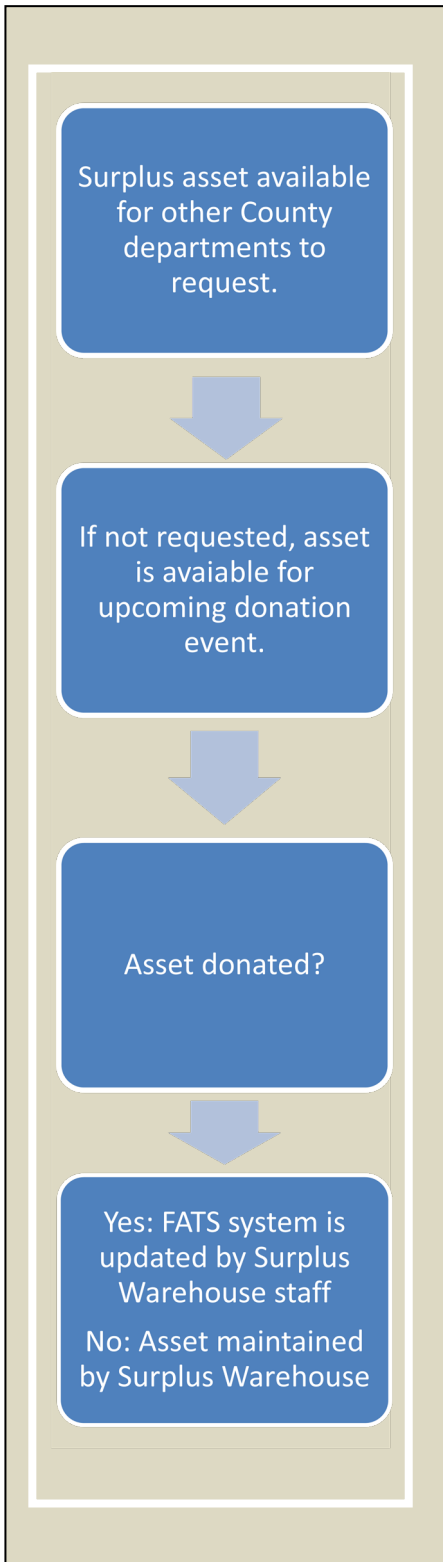 Surplus asset available
for other County
departments to
request.
If not requested, asset
is avaiable for
upcoming donation
event.
Asset donated?
Yes: FATS system is
updated by Surplus
Warehouse staff
No: Asset maintained
by Surplus Warehouse